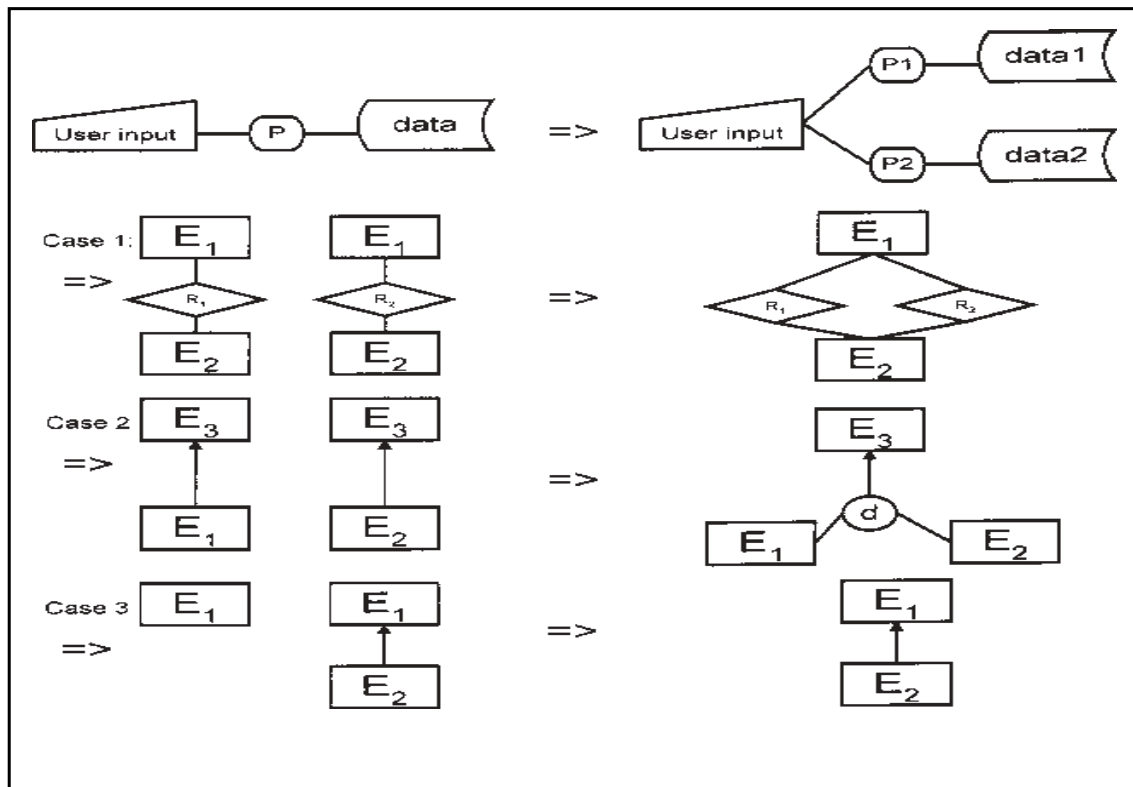 User input P data => User input P1 data1
P2 data2
Case 1: E₁ E₁ E₁
=> R₁ R₂ => R₁ R₂
E₂ E₂ E₂
Case 2 E₃ E₃ E₃
=> => d
E₁ E₂ E₁ E₂
Case 3 E₁ E₁ E₁
=> =>
E₂ E₂